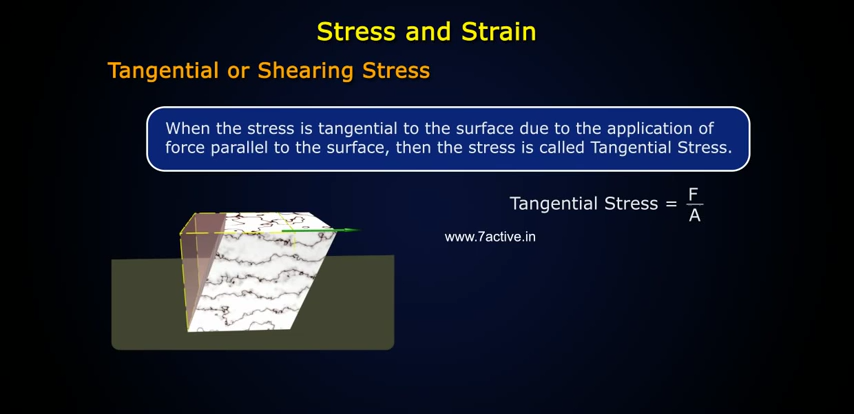 Stress and Strain
Tangential or Shearing Stress
When the stress is tangential to the surface due to the application of
force parallel to the surface, then the stress is called Tangential Stress.
Tangential Stress = F/A
www.7active.in